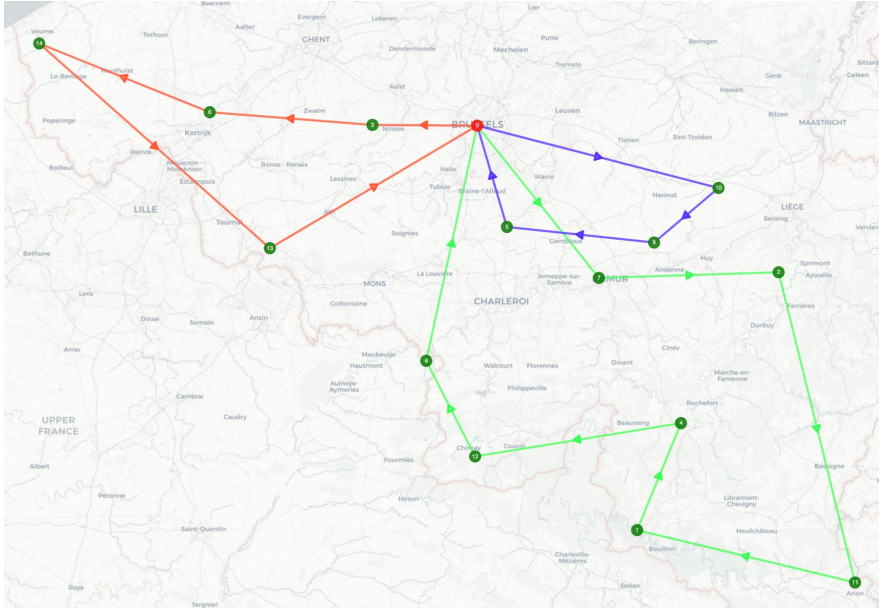 Beernem
Evergem
Lokeren
Lier
Veurne
Torhout
Aalter
GHENT
Putte
Beringen
14
Mechelen
Dendermonde
Tremelo
Sittard
Lo-Reninge
Houthulst
Genk
Geleen
Aalst
Hasselt
6
Zwalm
Leuven
Bilzen
Poperinge
Kortrijk
3
Ninove
BRUSSELS
0
MAASTRICHT
Tienen
Sint-Truiden
Wervik
Mouscron -
Moeskroen
Ronse - Renaix
Halle
Wavre
Bailleul
Estaimpuis
Lessines
Tubize
Braine-l'Alleud
10
Hannut
LILLE
Ath
LIÈGE
Tournai
5
Seraing
Verviers
Soignies
Gembloux
9
Béthune
13
Huy
Sprimont
La Louvière
Jemeppe-sur-
Sambre
7
NAMUR
Andenne
2
Aywaille
MONS
Lens
Colfontaine
CHARLEROI
Ferrières
Douai
Somain
Anzin
Durbuy
Arras
Maubeuge
Hautmont
8
Walcourt
Florennes
Dinant
Ciney
Aulnoye-
Aymeries
Philippeville
Marche-en-
Famenne
Cambrai
Rochefort
UPPER
FRANCE
Caudry
Beauraing
4
Chimay
Couvin
12
Albert
Fourmies
Bastogne
Péronne
Hirson
Libramont-
Chevigny
Saint-Quentin
1
Neufchâteau
Bouillon
Charleville-
Mézières
Roye
Sedan
11
Arlon
Tergnier